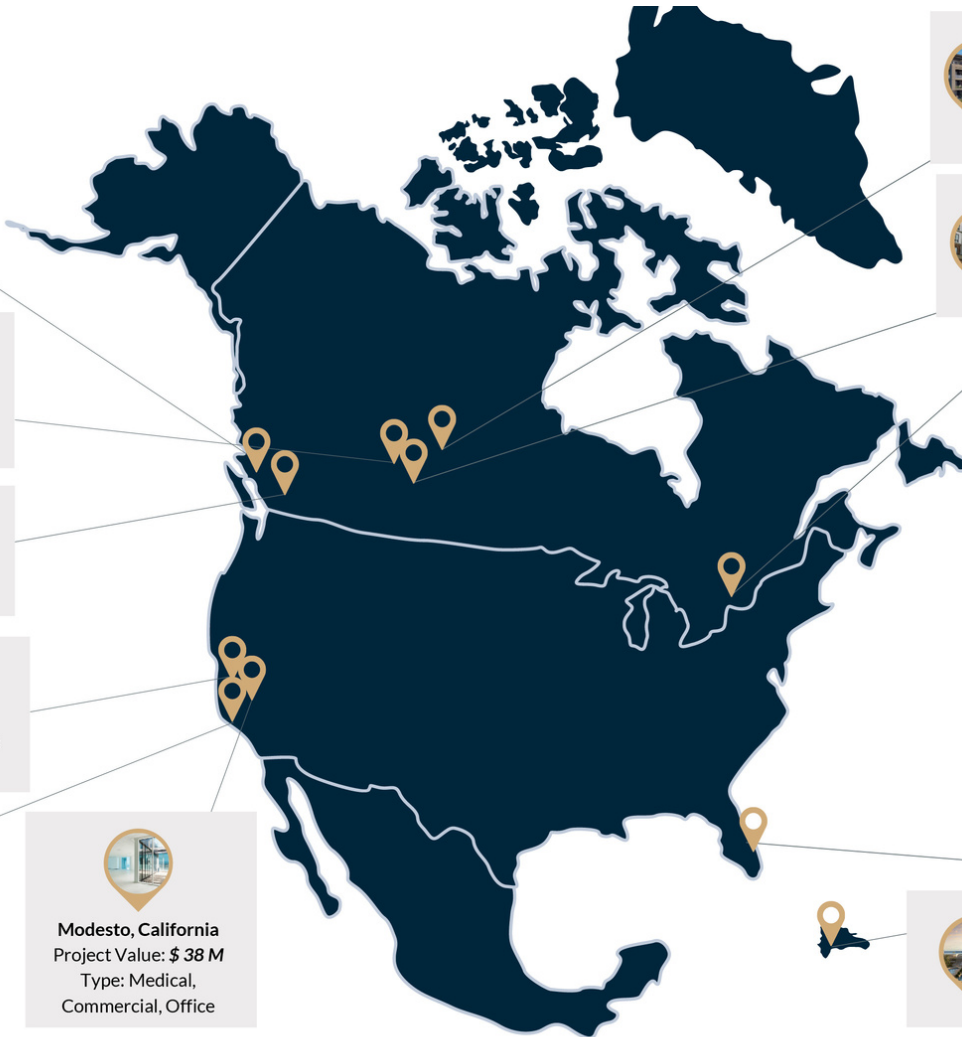 Modesto, California
Project Value: $ 38 M
Type: Medical,
Commercial, Office